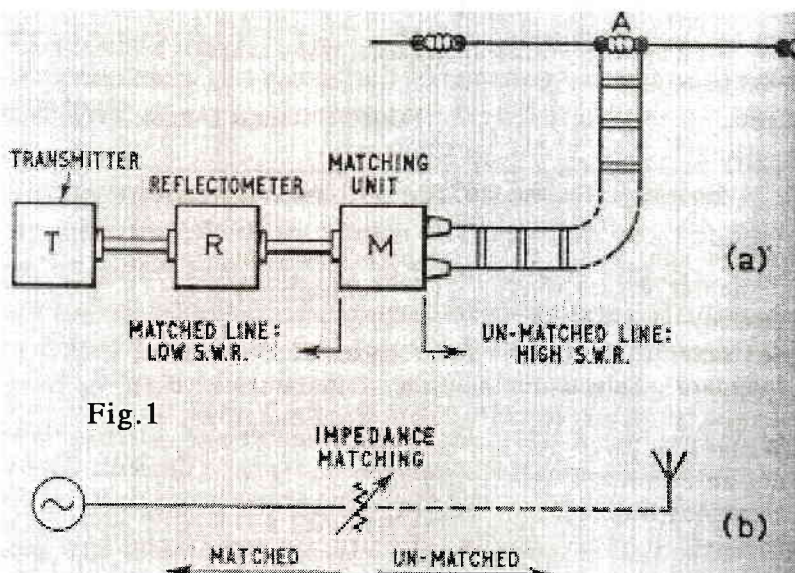 A
TRANSMITTER
REFLECTOMETER
MATCHING
UNIT
T
R
M
(a)
MATCHED LINE:
LOW S.W.R.
UN-MATCHED LINE:
HIGH S.W.R.
Fig.1
IMPEDANCE
MATCHING
(b)
MATCHED
UN-MATCHED